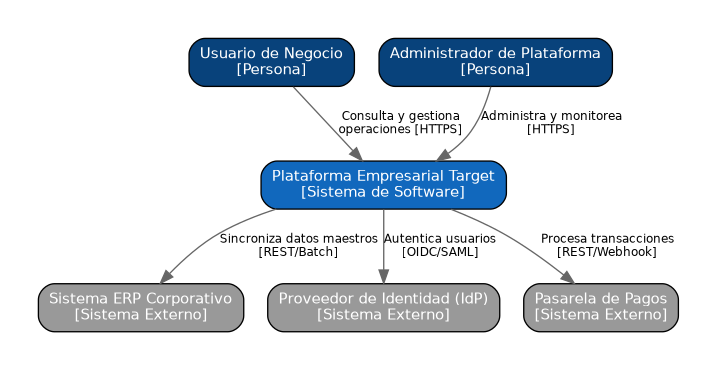 Usuario de Negocio
[Persona]
Administrador de Plataforma
[Persona]
Consulta y gestiona
operaciones [HTTPS]
Administra y monitorea
[HTTPS]
Plataforma Empresarial Target
[Sistema de Software]
Sincroniza datos maestros
[REST/Batch]
Autentica usuarios
[OIDC/SAML]
Procesa transacciones
[REST/Webhook]
Sistema ERP Corporativo
[Sistema Externo]
Proveedor de Identidad (IdP)
[Sistema Externo]
Pasarela de Pagos
[Sistema Externo]